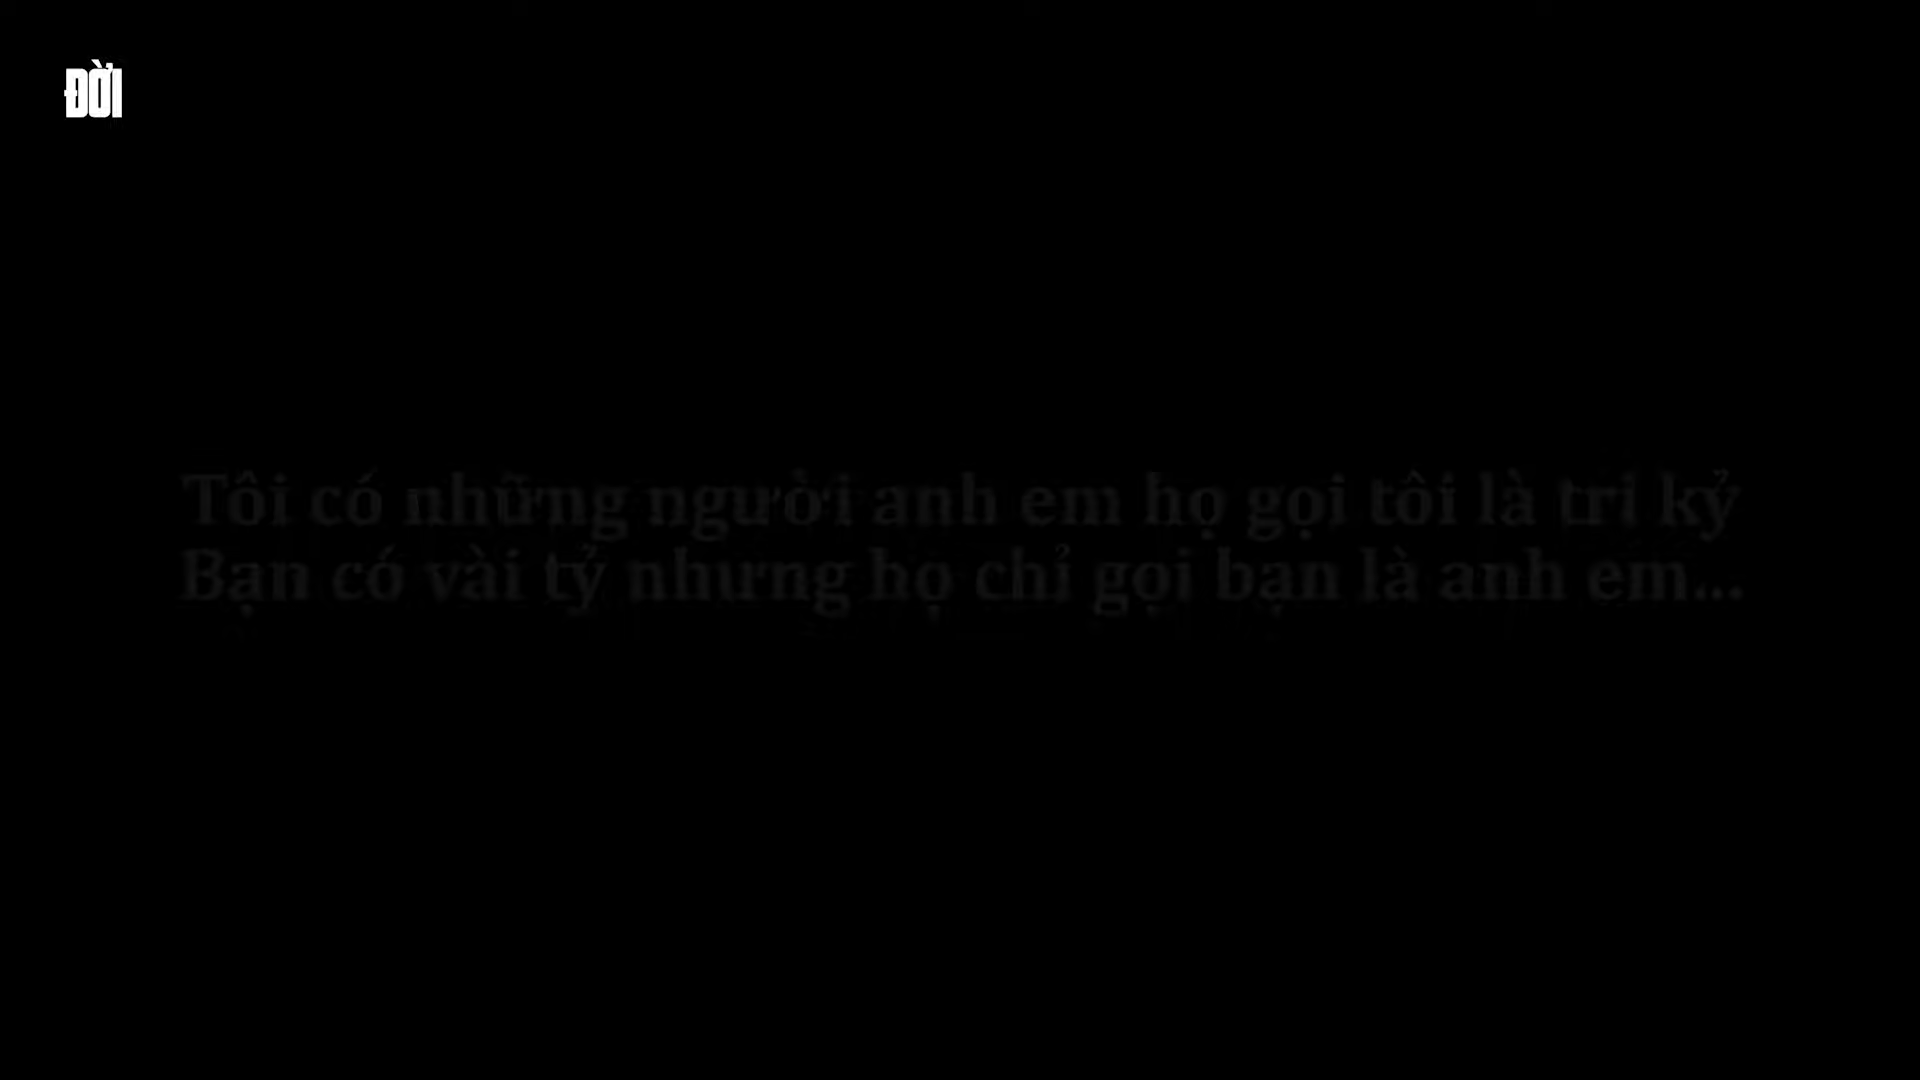 ĐỜI
Tôi có những người anh em họ gọi tôi là tri kỷ
Bạn có vài tỷ nhưng họ chỉ gọi bạn là anh em...